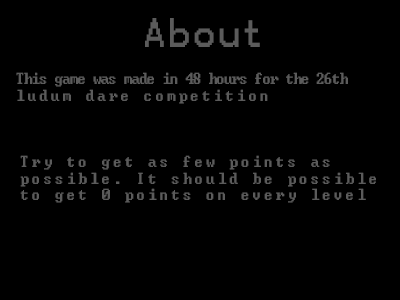 About
This game was made in 48 hours for the 26th
ludum dare competition
Try to get as few points as
possible. It should be possible
to get 0 points on every level